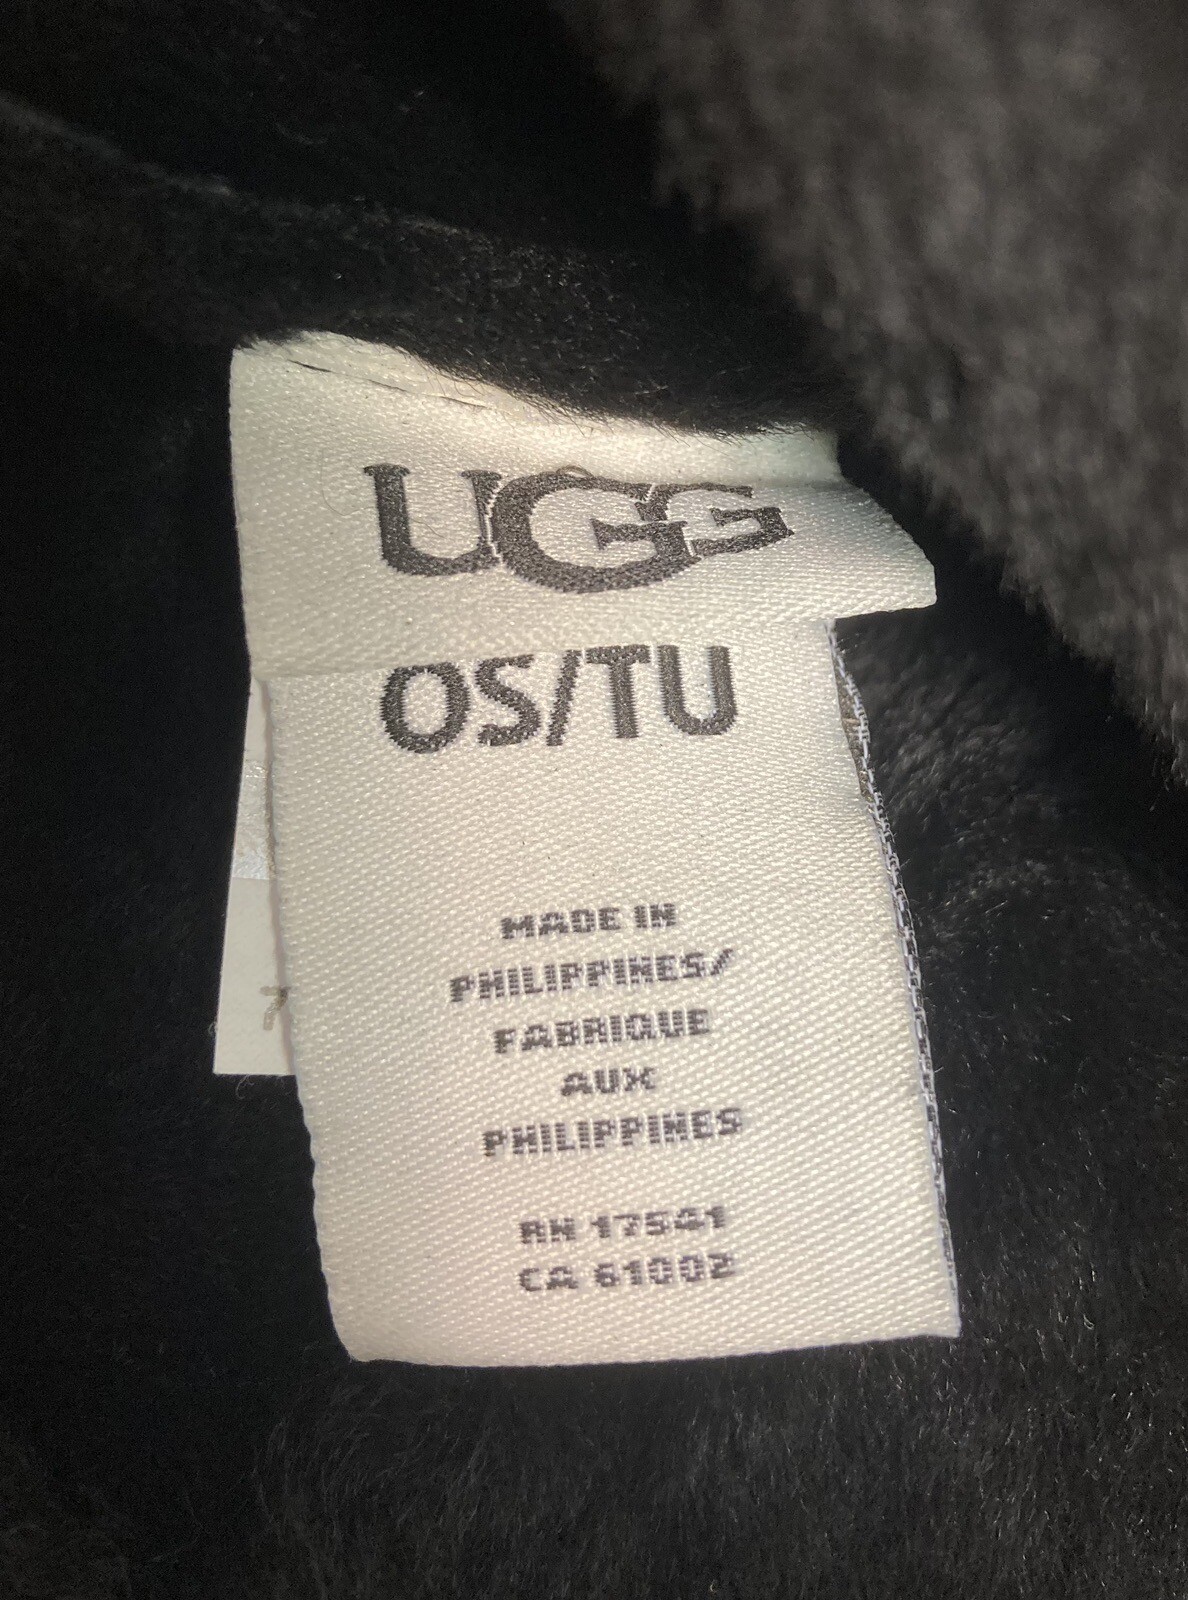 UGG
OS/TU
MADE IN
PHILIPPINES/
FABRIQUE
AUX
PHILIPPINES
RN 17541
CA 61002